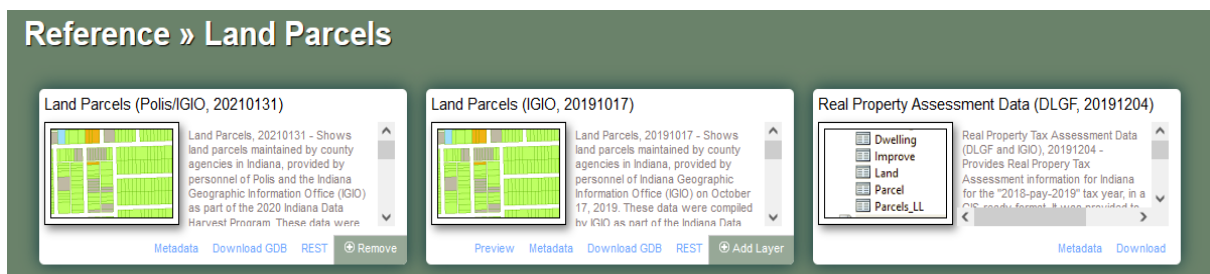 Reference » Land Parcels
Land Parcels (Polis/IGIO, 20210131)
Land Parcels, 20210131 - Shows
land parcels maintained by county
agencies in Indiana, provided by
personnel of Polis and the Indiana
Geographic Information Office (IGIO)
as part of the 2020 Indiana Data
Harvest Program. These data were
Metadata Download GDB REST Remove
Land Parcels (IGIO, 20191017)
Land Parcels, 20191017 - Shows
land parcels maintained by county
agencies in Indiana, provided by
personnel of Indiana Geographic
Information Office (IGIO) on October
17, 2019. These data were compiled
by IGIO as part of the Indiana Data
Preview Metadata Download GDB REST Add Layer
Real Property Assessment Data (DLGF, 20191204)
Dwelling
Improve
Land
Parcel
Parcels_LL
Real Property Tax Assessment Data
(DLGF and IGIO), 20191204 -
Provides Real Propery Tax
Assessment information for Indiana
for the "2018-pay-2019" tax year, in a
GIS-ready format. It was provided to
Metadata Download